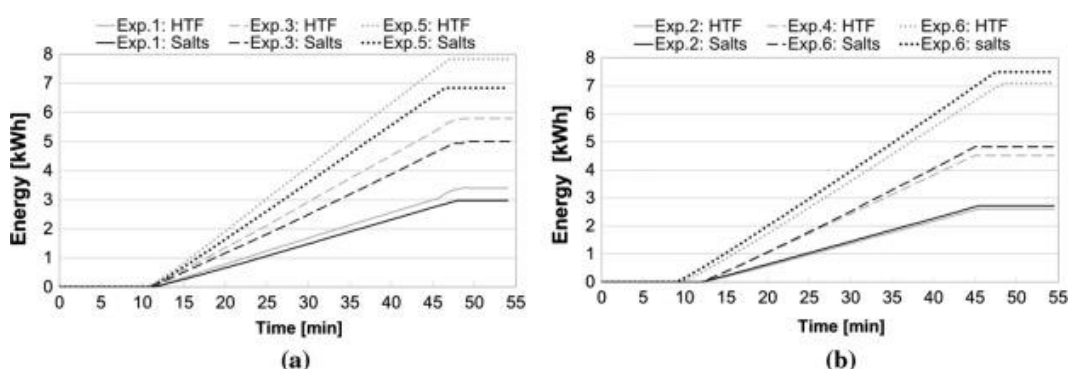 Exp.1: HTF Exp.3: HTF Exp.5: HTF
Exp.1: Salts Exp.3: Salts Exp.5: Salts
8
7
6
5
4
3
2
1
0
Energy [kWh]
0 5 10 15 20 25 30 35 40 45 50 55
Time [min]
(a)
Exp.2: HTF Exp.4: HTF Exp.6: HTF
Exp.2: Salts Exp.6: Salts Exp.6: salts
8
7
6
5
4
3
2
1
0
Energy [kWh]
0 5 10 15 20 25 30 35 40 45 50 55
Time [min]
(b)